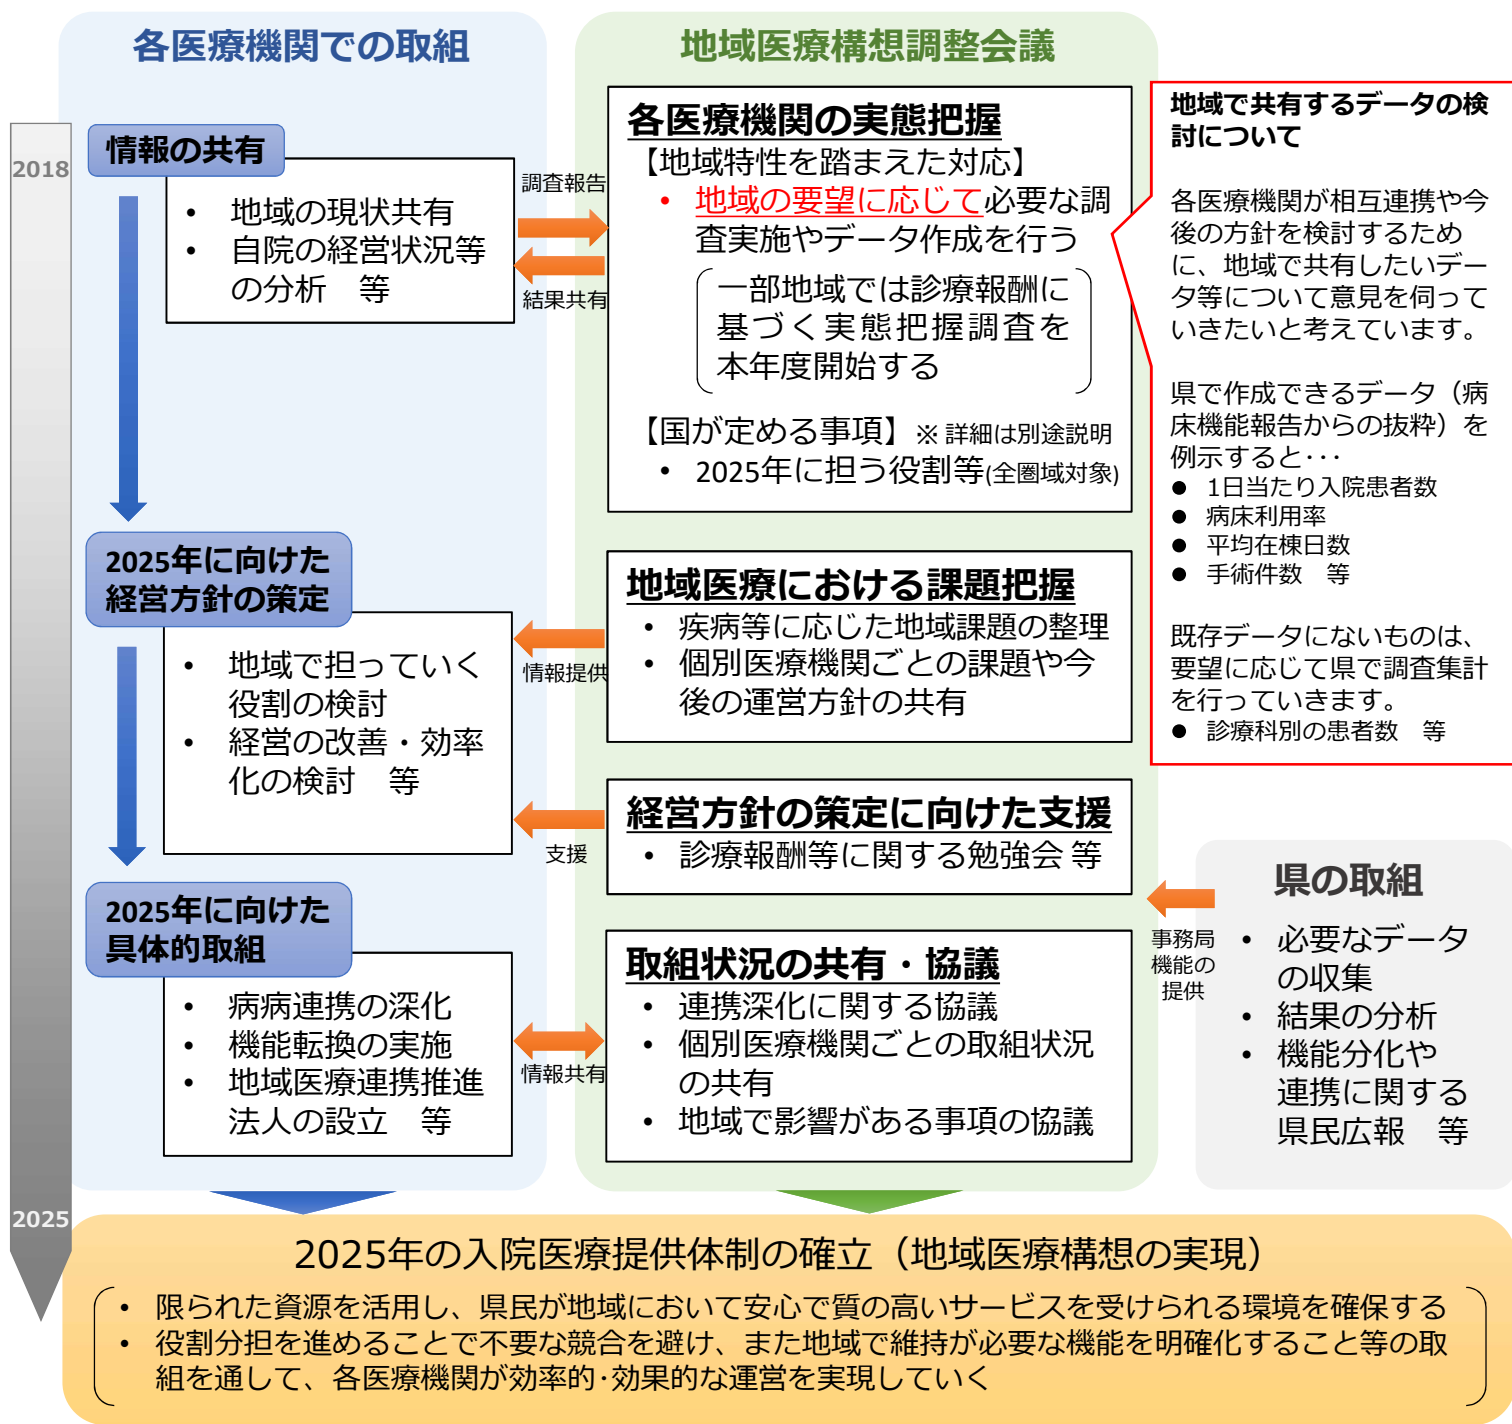 各医療機関での取組
2018
2025
情報の共有
• 地域の現状共有
• 自院の経営状況等
の分析　等
2025年に向けた
経営方針の策定
• 地域で担っていく
役割の検討
• 経営の改善・効率
化の検討　等
2025年に向けた
具体的取組
• 病病連携の深化
• 機能転換の実施
• 地域医療連携推進
法人の設立　等
調査報告
結果共有
情報提供
支援
情報共有
地域医療構想調整会議
各医療機関の実態把握
【地域特性を踏まえた対応】
• 地域の要望に応じて必要な調
査実施やデータ作成を行う
一部地域では診療報酬に
基づく実態把握調査を
本年度開始する
【国が定める事項】※ 詳細は別途説明
• 2025年に担う役割等(全圏域対象)
地域医療における課題把握
• 疾病等に応じた地域課題の整理
• 個別医療機関ごとの課題や今
後の運営方針の共有
経営方針の策定に向けた支援
• 診療報酬等に関する勉強会 等
取組状況の共有・協議
• 連携深化に関する協議
• 個別医療機関ごとの取組状況
の共有
• 地域で影響がある事項の協議
地域で共有するデータの検
討について
各医療機関が相互連携や今
後の方針を検討するため
に、地域で共有したいデー
タ等について意見を伺って
いきたいと考えています。
県で作成できるデータ（病
床機能報告からの抜粋）を
例示すると･･･
● 1日当たり入院患者数
● 病床利用率
● 平均在棟日数
● 手術件数　等
既存データにないものは、
要望に応じて県で調査集計
を行っていきます。
● 診療科別の患者数　等
事務局
機能の
提供
県の取組
• 必要なデータ
の収集
• 結果の分析
• 機能分化や
連携に関する
県民広報　等
2025年の入院医療提供体制の確立（地域医療構想の実現）
• 限られた資源を活用し、県民が地域において安心で質の高いサービスを受けられる環境を確保する
• 役割分担を進めることで不要な競合を避け、また地域で維持が必要な機能を明確化すること等の取
組を通して、各医療機関が効率的･効果的な運営を実現していく